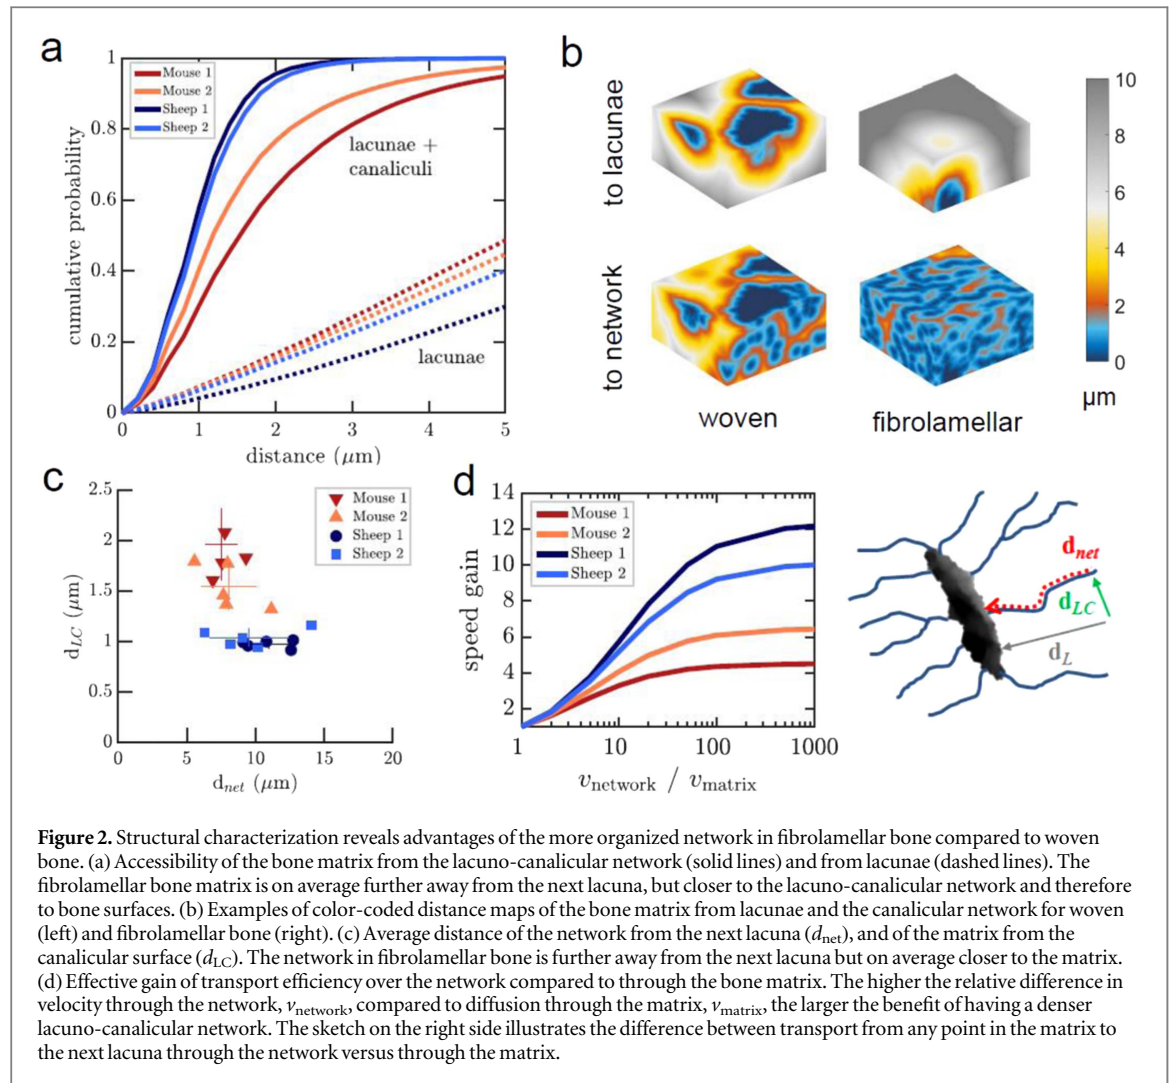 a
1
0.8
0.6
0.4
0.2
0
cumulative probability
Mouse 1
Mouse 2
Sheep 1
Sheep 2
lacunae +
canaliculi
lacunae
0 1 2 3 4 5
distance (μm)
b
to lacunae
to network
woven
fibrolamellar
10
8
6
4
2
0
μm
c
2.5
2
1.5
1
0.5
0
d_LC (μm)
Mouse 1
Mouse 2
Sheep 1
Sheep 2
0 5 10 15 20
d_net (μm)
d
14
12
10
8
6
4
2
speed gain
Mouse 1
Mouse 2
Sheep 1
Sheep 2
1 10 100 1000
v_network / v_matrix
d_net
d_LC
d_L
Figure 2. Structural characterization reveals advantages of the more organized network in fibrolamellar bone compared to woven
bone. (a) Accessibility of the bone matrix from the lacuno-canalicular network (solid lines) and from lacunae (dashed lines). The
fibrolamellar bone matrix is on average further away from the next lacuna, but closer to the lacuno-canalicular network and therefore
to bone surfaces. (b) Examples of color-coded distance maps of the bone matrix from lacunae and the canalicular network for woven
(left) and fibrolamellar bone (right). (c) Average distance of the network from the next lacuna (d_net), and of the matrix from the
canalicular surface (d_LC). The network in fibrolamellar bone is further away from the next lacuna but on average closer to the matrix.
(d) Effective gain of transport efficiency over the network compared to through the bone matrix. The higher the relative difference in
velocity through the network, v_network, compared to diffusion through the matrix, v_matrix, the larger the benefit of having a denser
lacuno-canalicular network. The sketch on the right side illustrates the difference between transport from any point in the matrix to
the next lacuna through the network versus through the matrix.